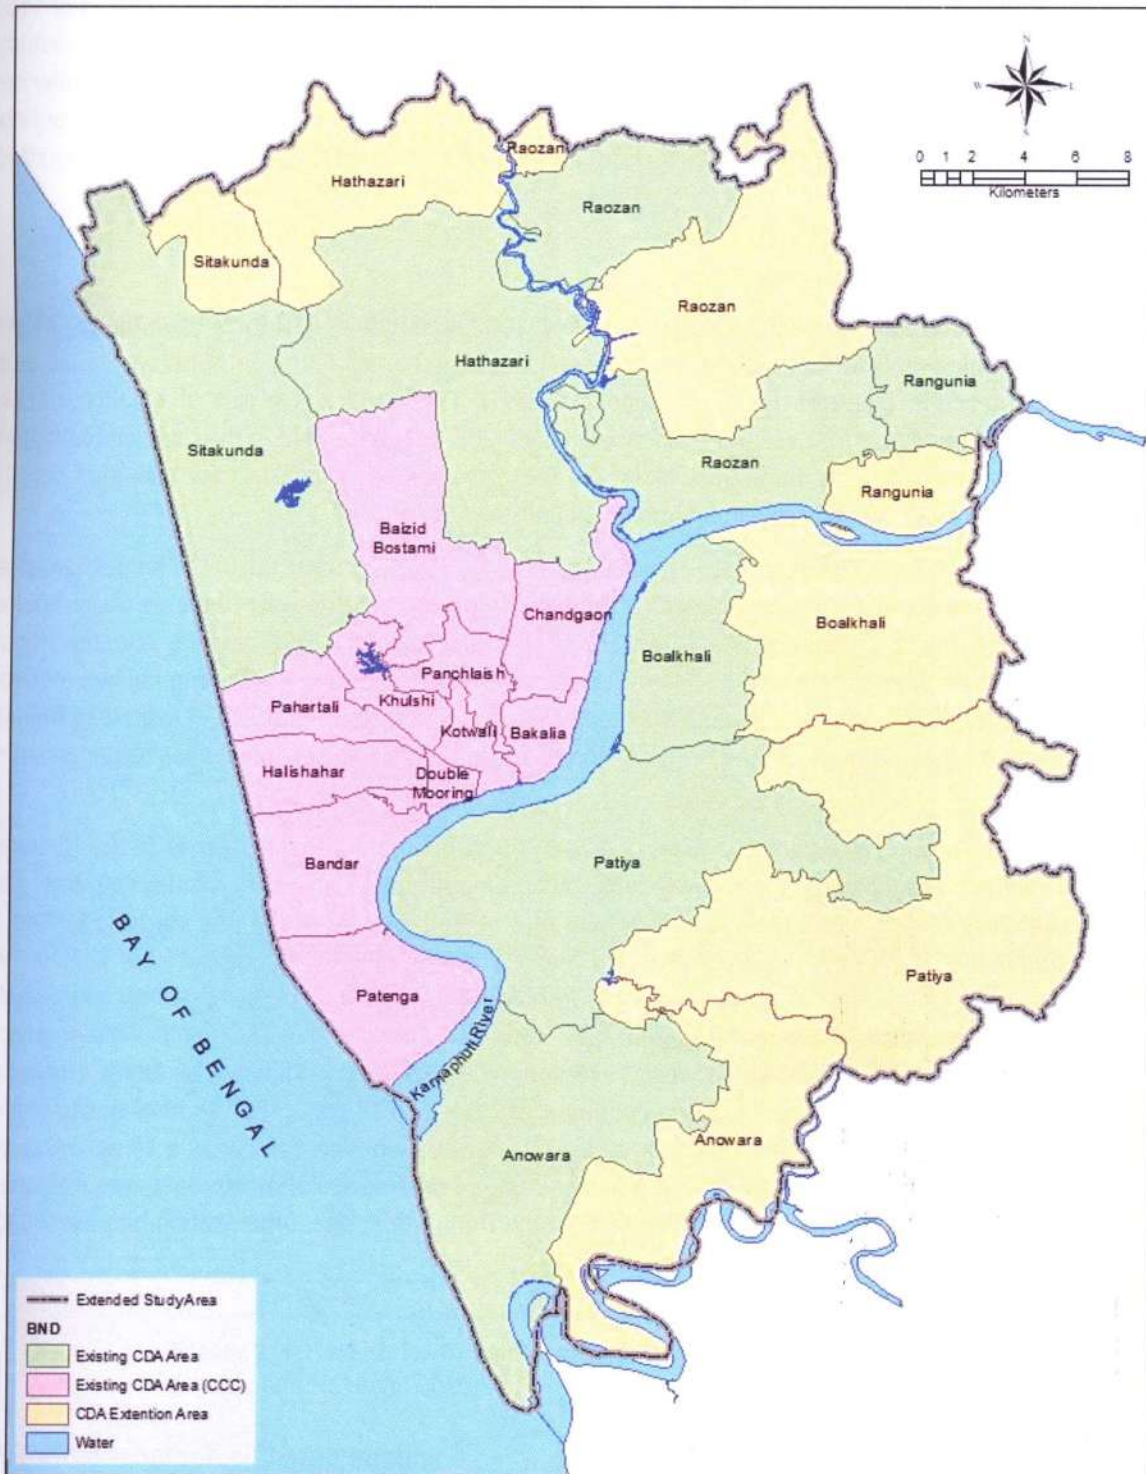 N
W
E
S
0 1 2 4 6 8
Kilometers
Raozan
Hathazari
Raozan
Sitakunda
Raozan
Hathazari
Rangunia
Sitakunda
Raozan
Rangunia
Baizid
Bostami
Chandgaon
Boalkhali
Boalkhali
Panchlaish
Khulshi
Pahartali
Kotwali
Bakalia
Halishahar
Double
Mooring
Bandar
Patiya
Patiya
Patenga
Karnaphuli River
BAY OF BENGAL
Anowara
Anowara
Extended StudyArea
BND
Existing CDA Area
Existing CDA Area (CCC)
CDA Extention Area
Water